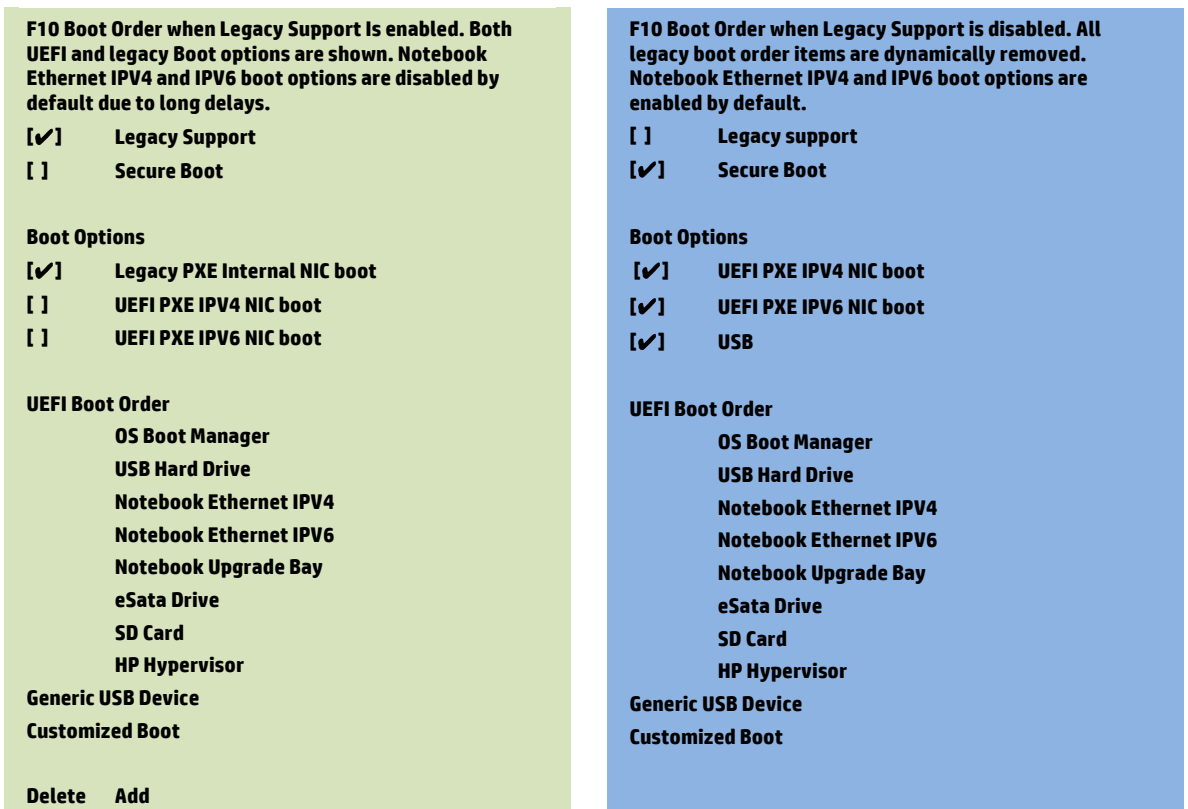 F10 Boot Order when Legacy Support Is enabled. Both
UEFI and legacy Boot options are shown. Notebook
Ethernet IPV4 and IPV6 boot options are disabled by
default due to long delays.
[✔] Legacy Support
[ ] Secure Boot
Boot Options
[✔] Legacy PXE Internal NIC boot
[ ] UEFI PXE IPV4 NIC boot
[ ] UEFI PXE IPV6 NIC boot
UEFI Boot Order
OS Boot Manager
USB Hard Drive
Notebook Ethernet IPV4
Notebook Ethernet IPV6
Notebook Upgrade Bay
eSata Drive
SD Card
HP Hypervisor
Generic USB Device
Customized Boot
Delete Add
F10 Boot Order when Legacy Support is disabled. All
legacy boot order items are dynamically removed.
Notebook Ethernet IPV4 and IPV6 boot options are
enabled by default.
[ ] Legacy support
[✔] Secure Boot
Boot Options
[✔] UEFI PXE IPV4 NIC boot
[✔] UEFI PXE IPV6 NIC boot
[✔] USB
UEFI Boot Order
OS Boot Manager
USB Hard Drive
Notebook Ethernet IPV4
Notebook Ethernet IPV6
Notebook Upgrade Bay
eSata Drive
SD Card
HP Hypervisor
Generic USB Device
Customized Boot